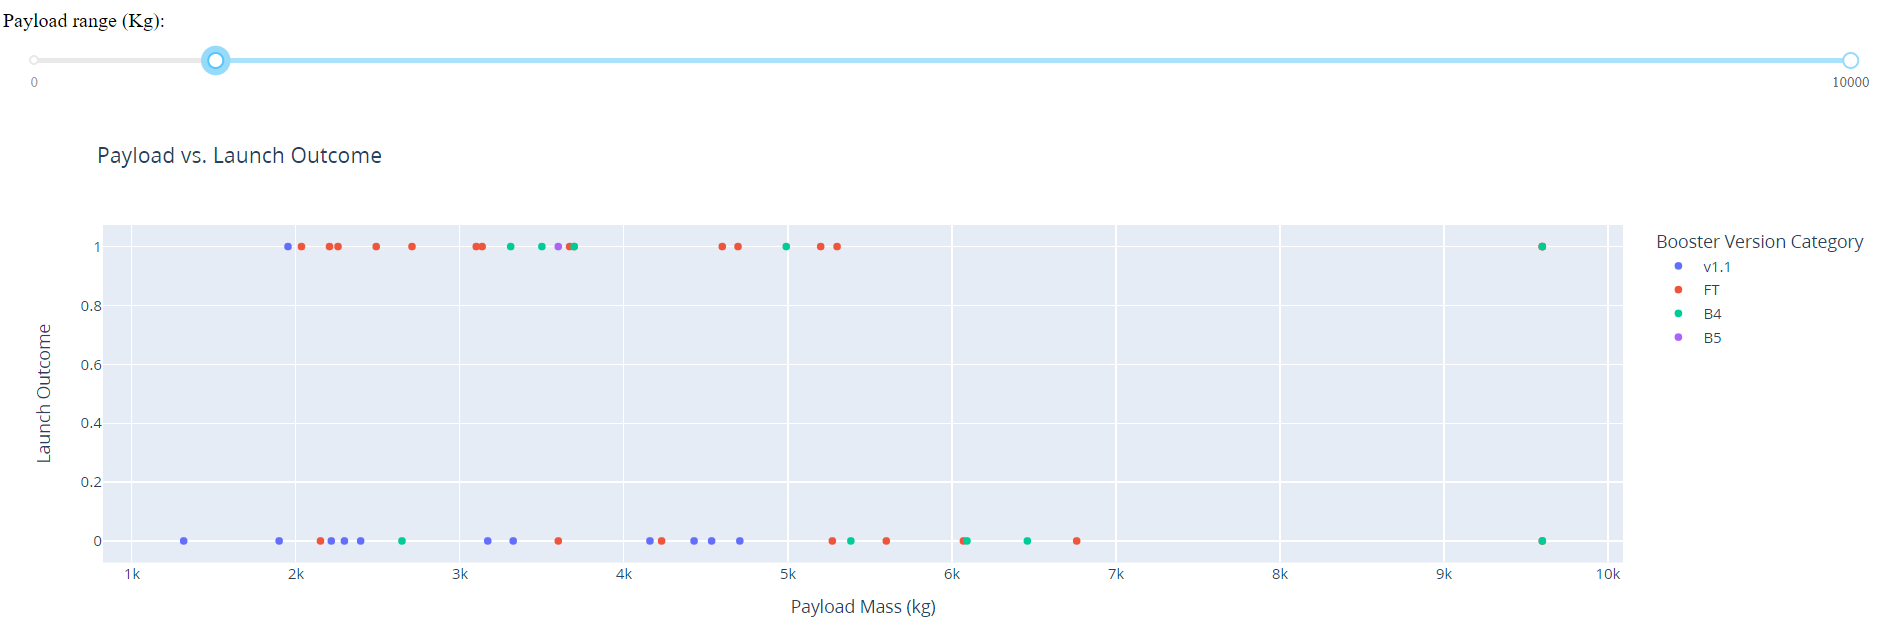 Payload range (Kg):
0
10000
Payload vs. Launch Outcome
1
0.8
0.6
0.4
0.2
0
Launch Outcome
1k 2k 3k 4k 5k 6k 7k 8k 9k 10k
Payload Mass (kg)
Booster Version Category
v1.1
FT
B4
B5